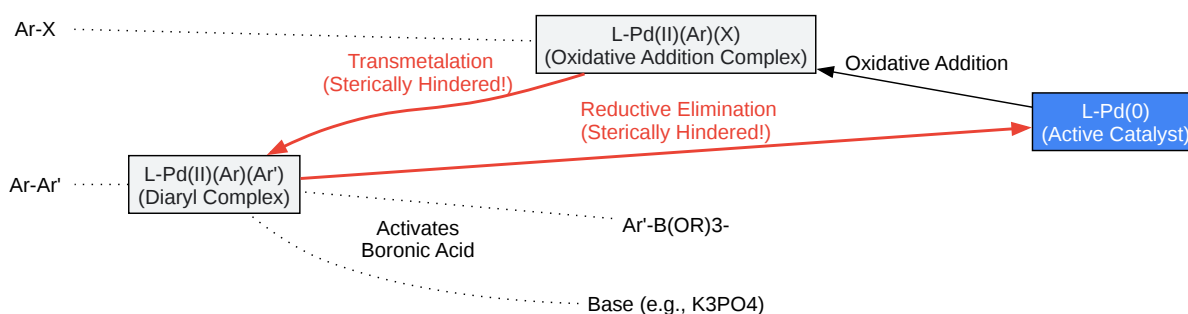 Ar-X
L-Pd(II)(Ar)(X)
(Oxidative Addition Complex)
Transmetalation
(Sterically Hindered!)
Oxidative Addition
Reductive Elimination
(Sterically Hindered!)
L-Pd(0)
(Active Catalyst)
Ar-Ar'
L-Pd(II)(Ar)(Ar')
(Diaryl Complex)
Activates
Boronic Acid
Ar'-B(OR)3-
Base (e.g., K3PO4)